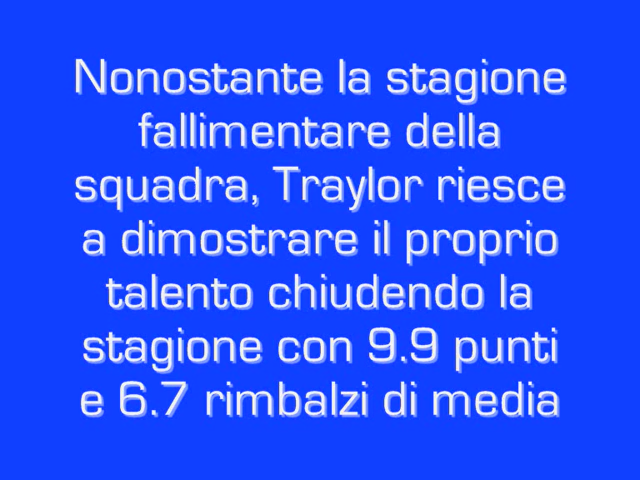 Nonostante la stagione
fallimentare della
squadra, Traylor riesce
a dimostrare il proprio
talento chiudendo la
stagione con 9.9 punti
e 6.7 rimbalzi di media